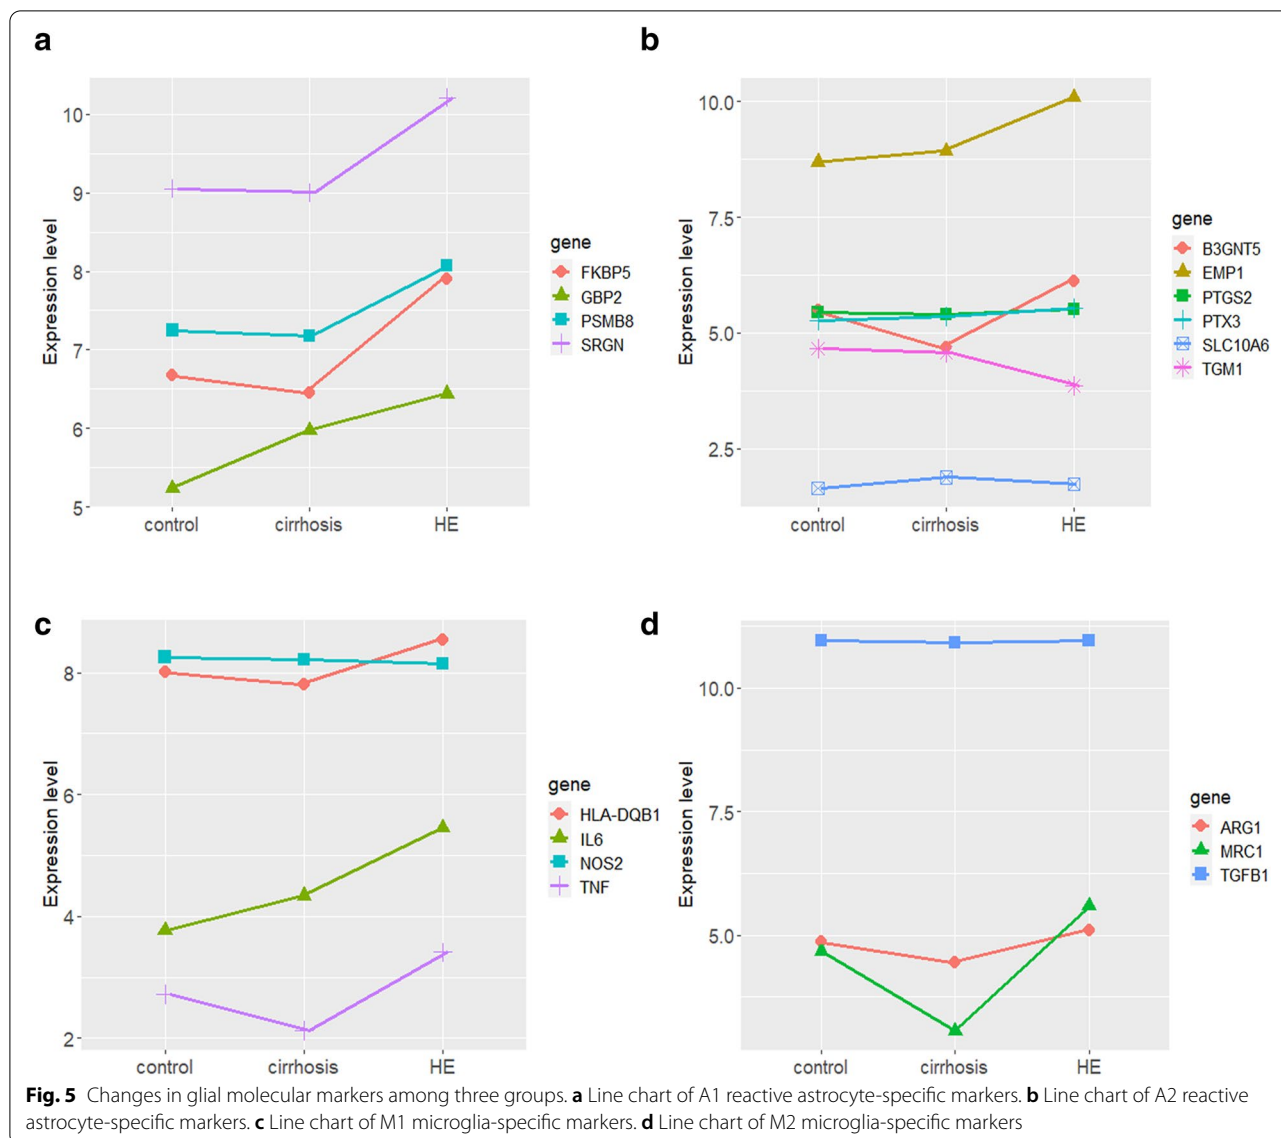 a
10
9
8
7
6
5
Expression level
control cirrhosis HE
gene
FKBP5
GBP2
PSMB8
SRGN
b
10.0
7.5
5.0
2.5
Expression level
control cirrhosis HE
gene
B3GNT5
EMP1
PTGS2
PTX3
SLC10A6
TGM1
c
8
6
4
2
Expression level
control cirrhosis HE
gene
HLA-DQB1
IL6
NOS2
TNF
d
10.0
7.5
5.0
Expression level
control cirrhosis HE
gene
ARG1
MRC1
TGFB1
Fig. 5 Changes in glial molecular markers among three groups. a Line chart of A1 reactive astrocyte-specific markers. b Line chart of A2 reactive
astrocyte-specific markers. c Line chart of M1 microglia-specific markers. d Line chart of M2 microglia-specific markers